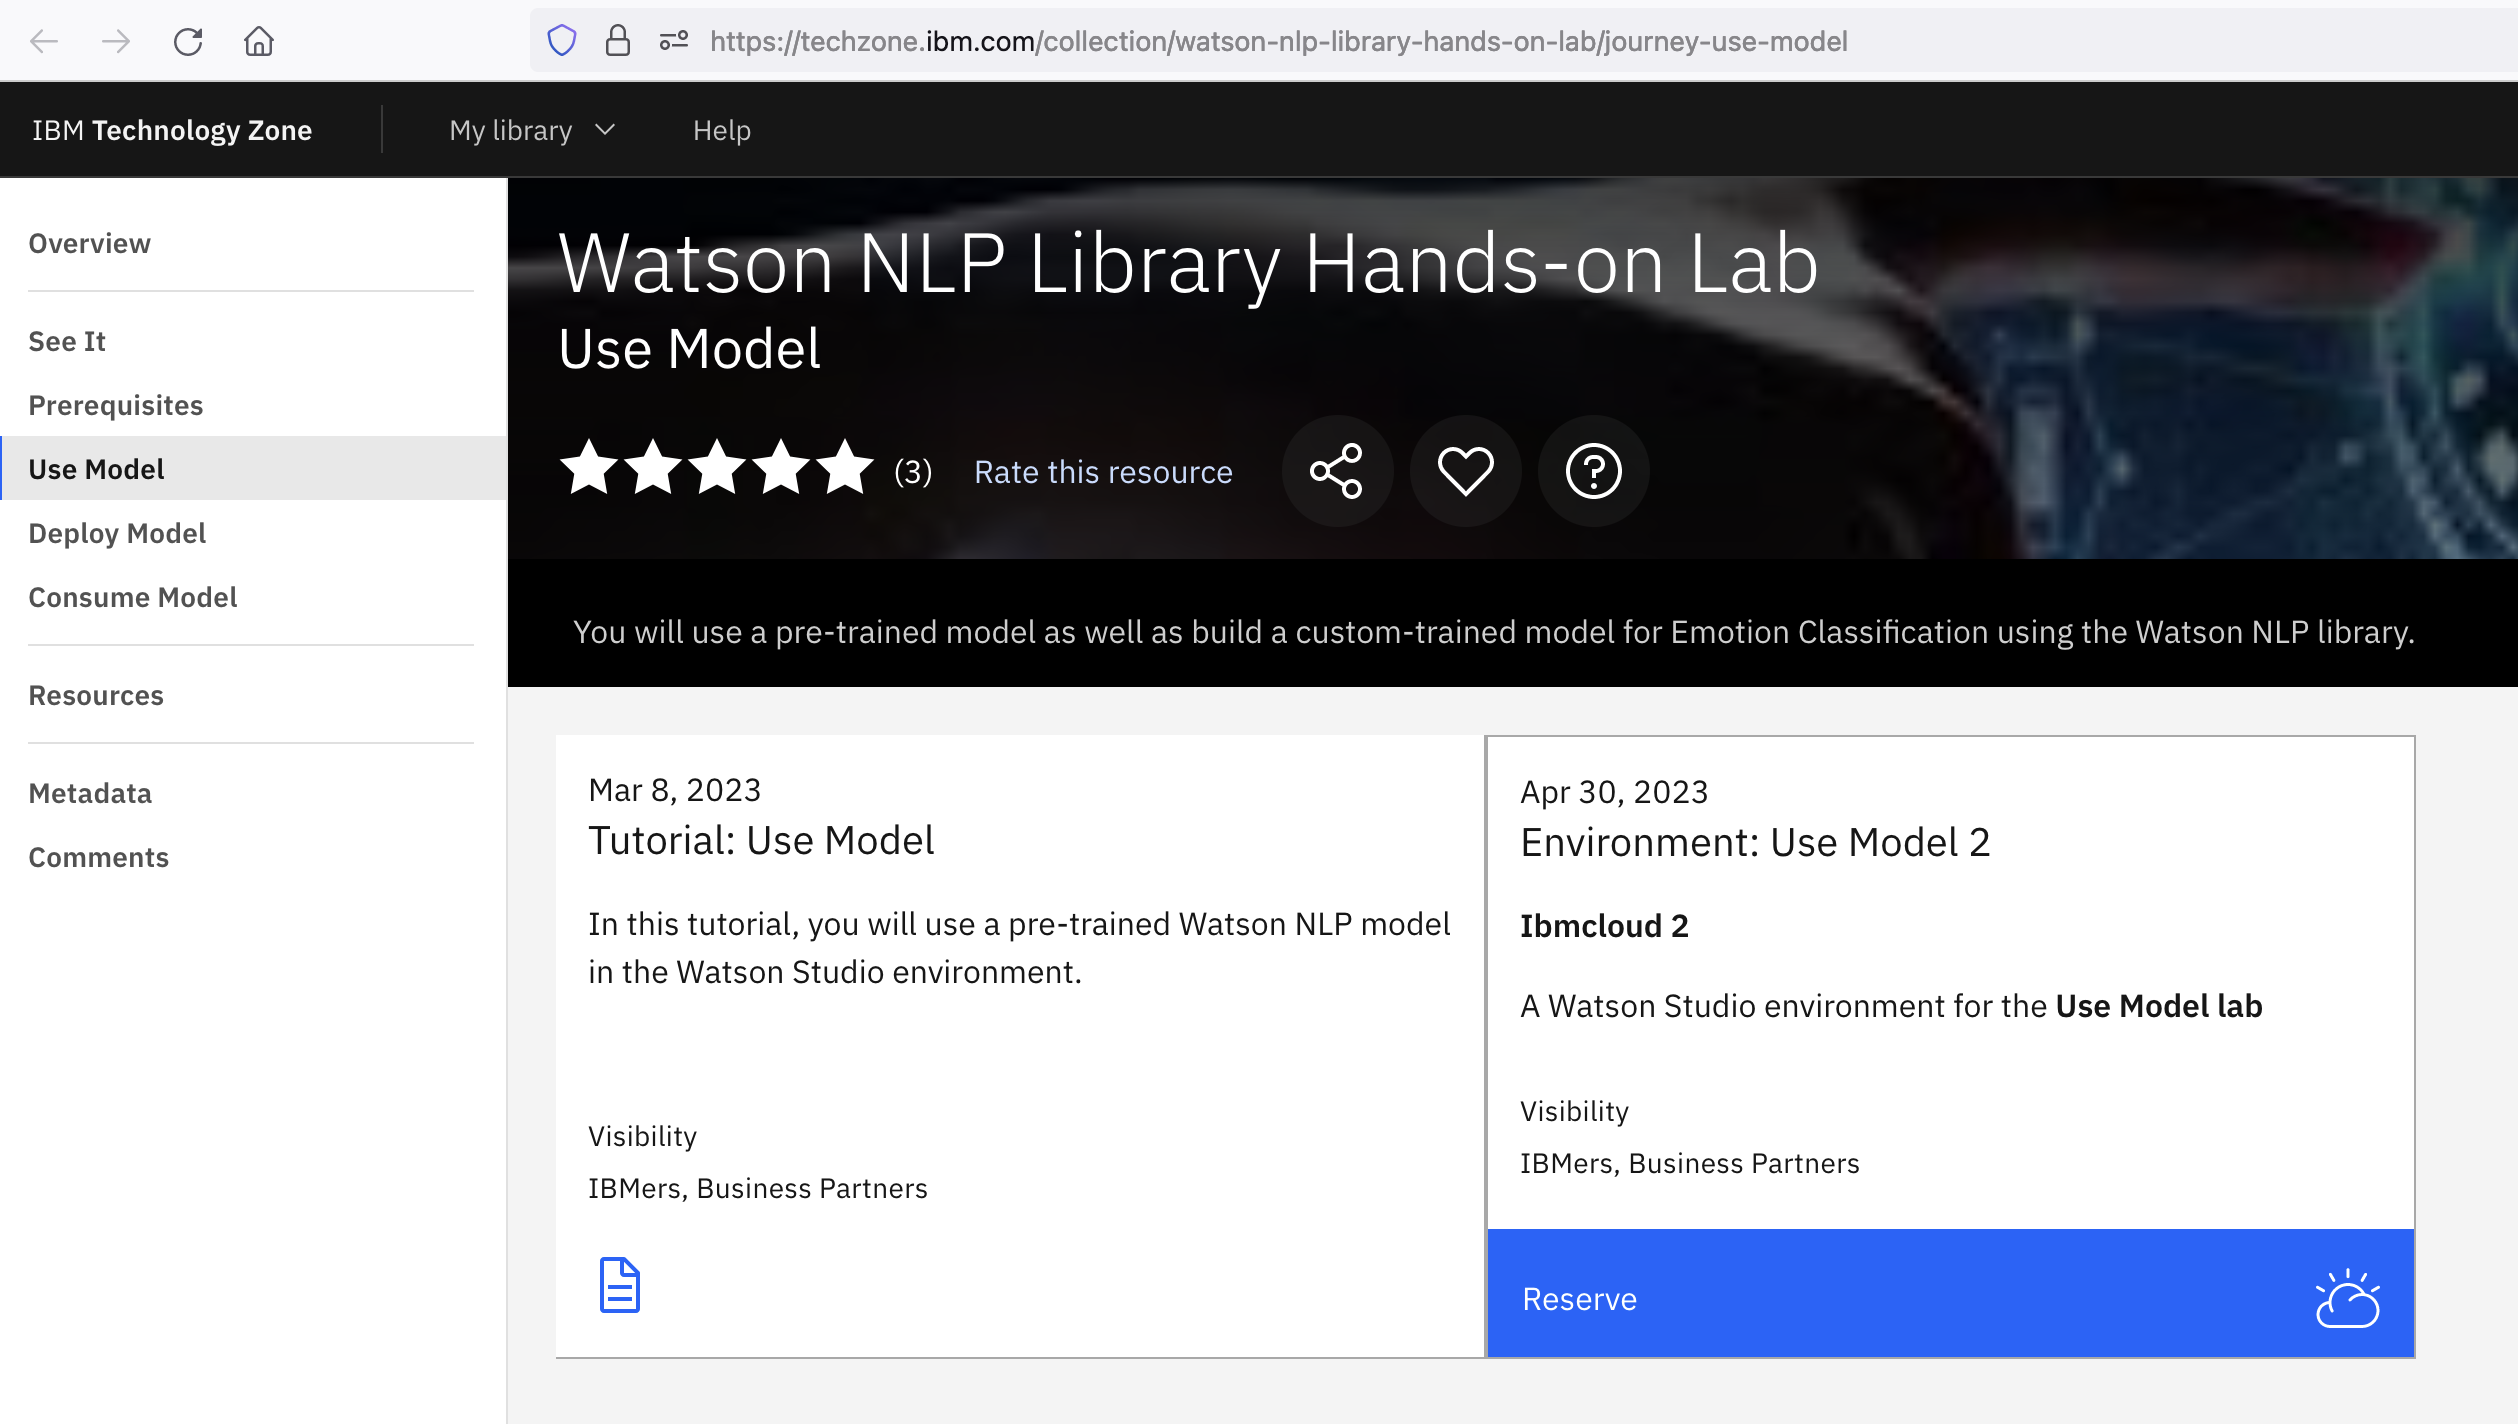 https://techzone.ibm.com/collection/watson-nlp-library-hands-on-lab/journey-use-model
IBM Technology Zone
My library
Help
Overview
See It
Prerequisites
Use Model
Deploy Model
Consume Model
Resources
Metadata
Comments
Watson NLP Library Hands-on Lab
Use Model
(3)
Rate this resource
You will use a pre-trained model as well as build a custom-trained model for Emotion Classification using the Watson NLP library.
Mar 8, 2023
Tutorial: Use Model
In this tutorial, you will use a pre-trained Watson NLP model
in the Watson Studio environment.
Visibility
IBMers, Business Partners
Apr 30, 2023
Environment: Use Model 2
Ibmcloud 2
A Watson Studio environment for the Use Model lab
Visibility
IBMers, Business Partners
Reserve